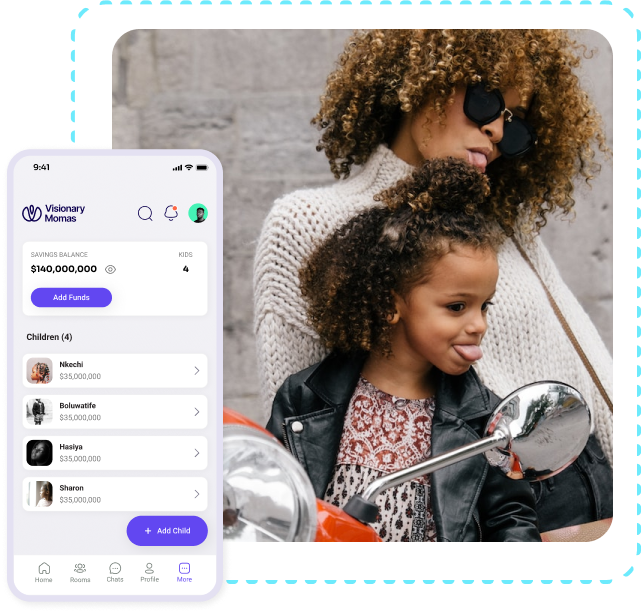 9:41
Visionary
Momas
SAVINGS BALANCE
KIDS
$140,000,000
4
Add Funds
Children (4)
Nkechi
$35,000,000
Boluwatife
$35,000,000
Hasiya
$35,000,000
Sharon
$35,000,000
+ Add Child
Home Rooms Chats Profile More